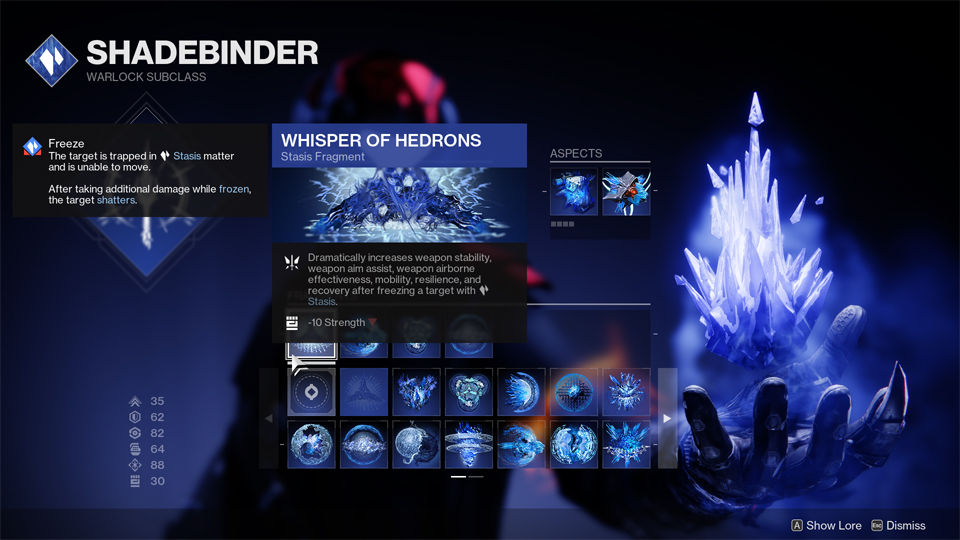 SHADEBINDER
WARLOCK SUBCLASS
Freeze
The target is trapped in Stasis matter
and is unable to move.
After taking additional damage while frozen,
the target shatters.
WHISPER OF HEDRONS
Stasis Fragment
Dramatically increases weapon stability,
weapon aim assist, weapon airborne
effectiveness, mobility, resilience, and
recovery after freezing a target with
Stasis.
-10 Strength
ASPECTS
35
62
82
64
88
30
A Show Lore Esc Dismiss